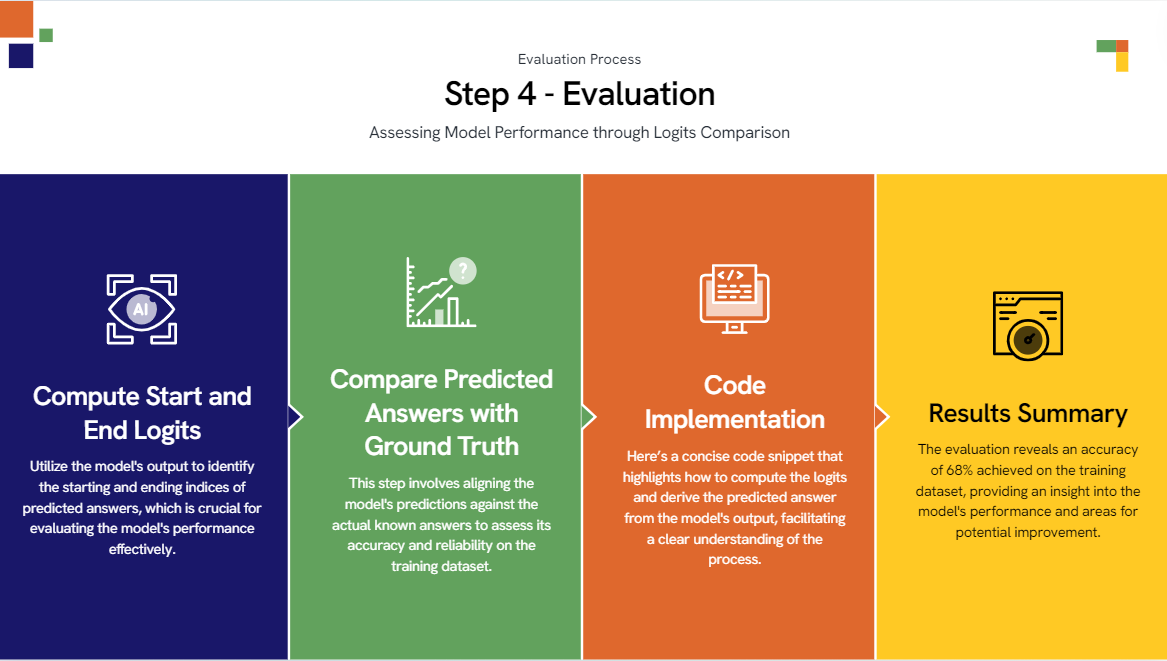 Evaluation Process
Step 4 - Evaluation
Assessing Model Performance through Logits Comparison
AI
Compute Start and
End Logits
Utilize the model's output to identify
the starting and ending indices of
predicted answers, which is crucial for
evaluating the model's performance
effectively.
?
Compare Predicted
Answers with
Ground Truth
This step involves aligning the
model's predictions against the
actual known answers to assess its
accuracy and reliability on the
training dataset.
</>
Code
Implementation
Here’s a concise code snippet that
highlights how to compute the logits
and derive the predicted answer
from the model's output, facilitating
a clear understanding of the
process.
Results Summary
The evaluation reveals an accuracy
of 68% achieved on the training
dataset, providing an insight into the
model's performance and areas for
potential improvement.